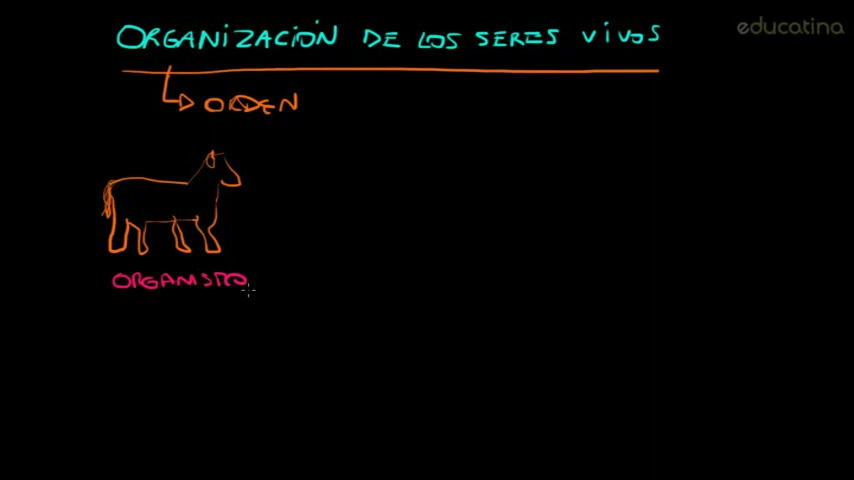 ORGANIZACIÓN DE LOS SERES VIVOS
educatina
ORDEN
ORGANISMO